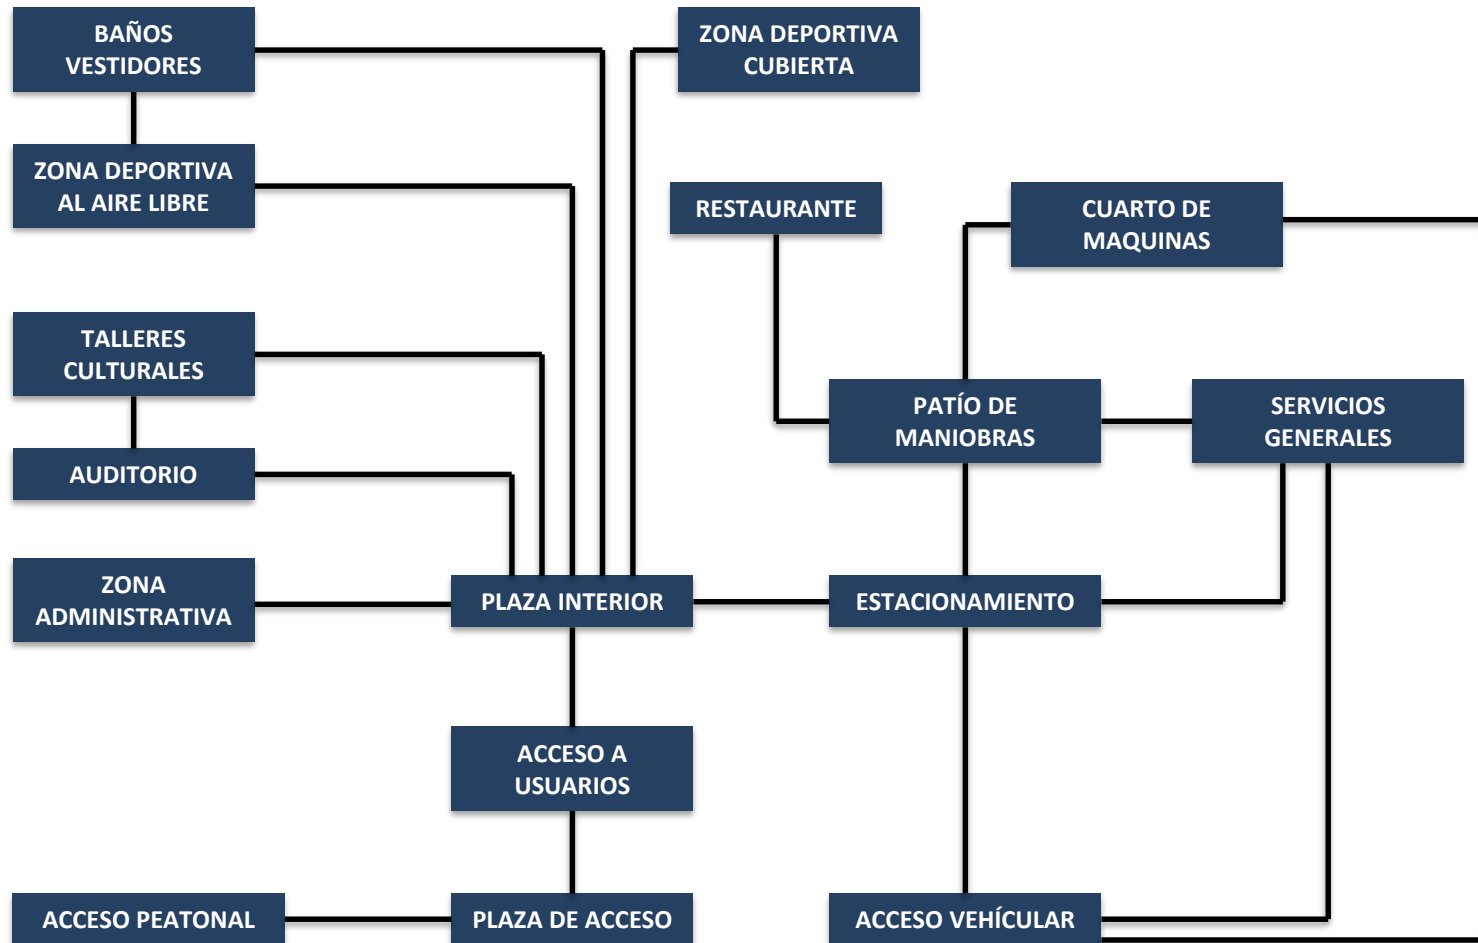 BAÑOS
VESTIDORES
ZONA DEPORTIVA
CUBIERTA
ZONA DEPORTIVA
AL AIRE LIBRE
RESTAURANTE
CUARTO DE
MAQUINAS
TALLERES
CULTURALES
PATÍO DE
MANIOBRAS
SERVICIOS
GENERALES
AUDITORIO
ZONA
ADMINISTRATIVA
PLAZA INTERIOR
ESTACIONAMIENTO
ACCESO A
USUARIOS
ACCESO PEATONAL
PLAZA DE ACCESO
ACCESO VEHÍCULAR